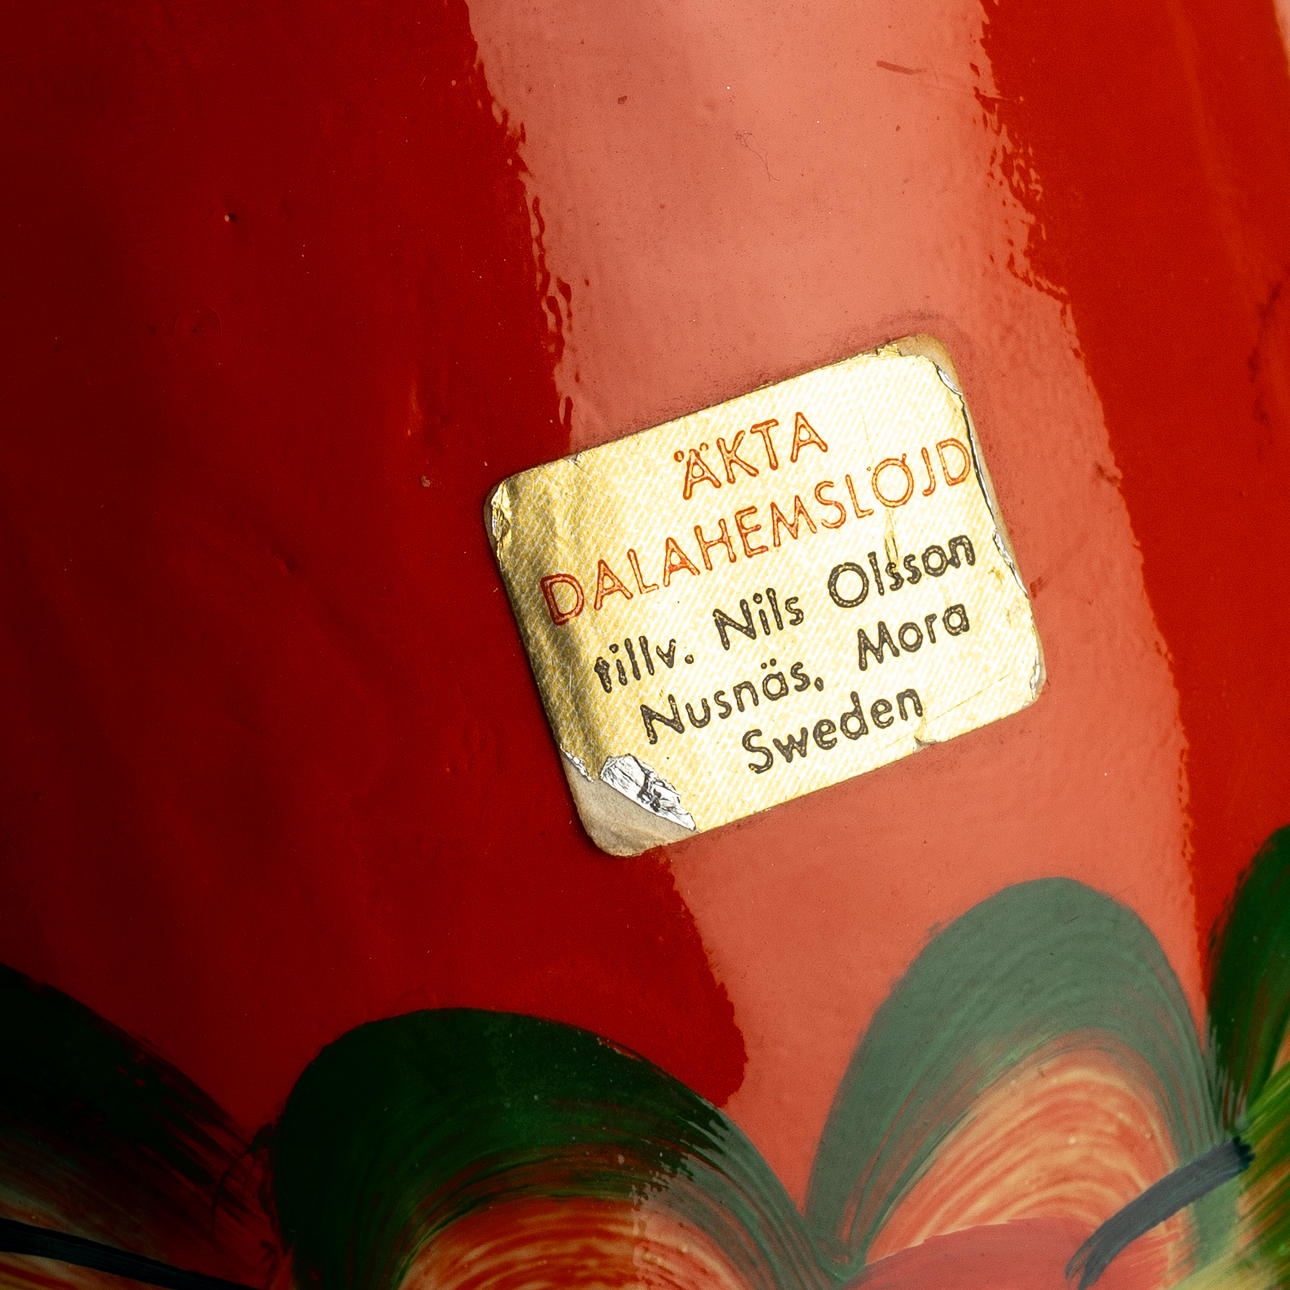 ÄKTA
DALAHEMSLÖJD
tillv. Nils Olsson
Nusnäs, Mora
Sweden